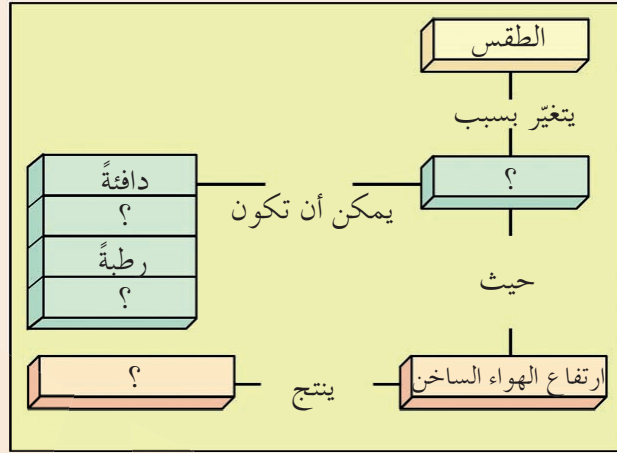 الطقس
يتغيّر بسبب
؟
يمكن أن تكون
دافئةً
؟
رطبةً
؟
حيث
ارتفاع الهواء الساخن
ينتج
؟